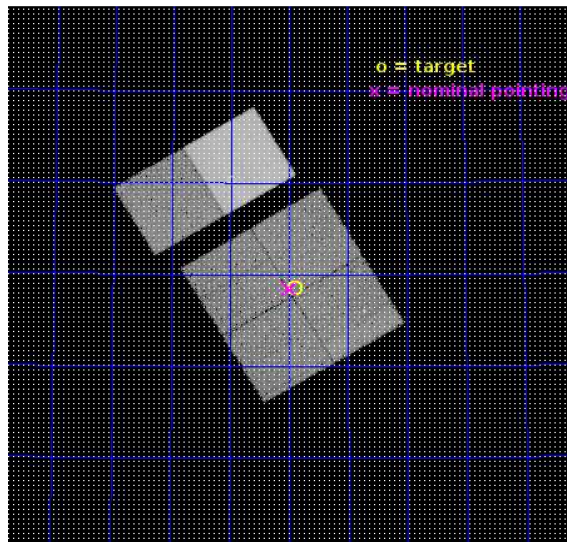 o = target
x = nominal pointing